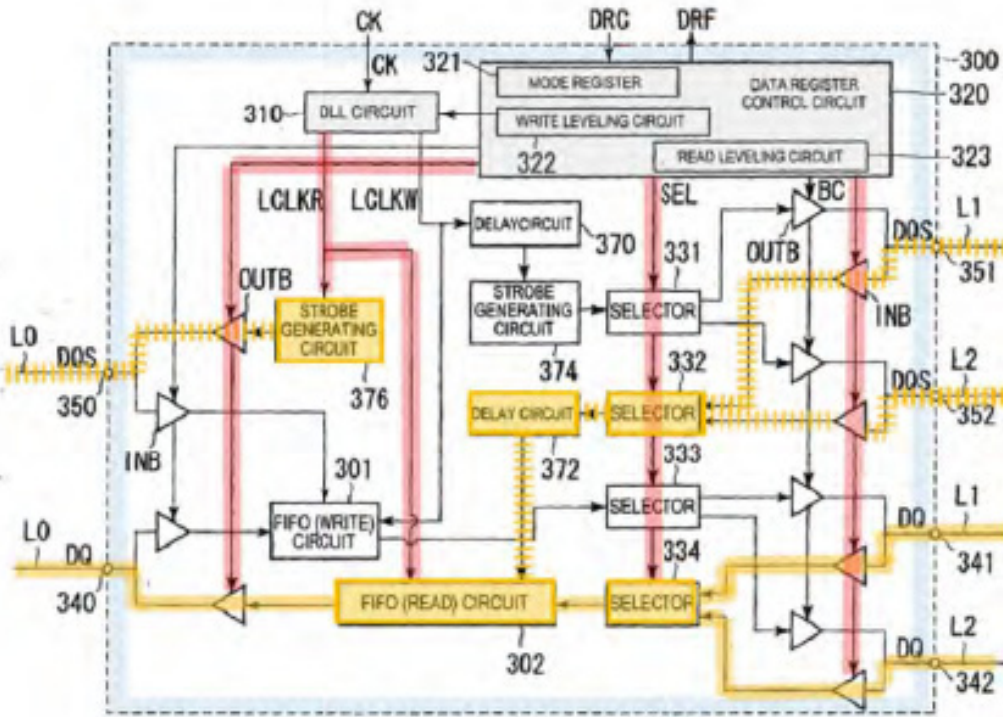 CK
DRC
DRF
CK
300
321
MODE REGISTER
DATA REGISTER
CONTROL CIRCUIT
320
310
DLL CIRCUIT
WRITE LEVELING CIRCUIT
322
READ LEVELING CIRCUIT
323
LCLKR
LCLKW
SEL
BC
DELAYCIRCUIT
370
331
OUTB
DQS
L1
351
OUTB
STROBE
GENERATING
CIRCUIT
376
STROBE
GENERATING
CIRCUIT
374
SELECTOR
INB
L0
DQS
350
332
DQS
L2
352
DELAY CIRCUIT
372
SELECTOR
INB
301
333
FIFO (WRITE)
CIRCUIT
SELECTOR
L0
DQ
340
334
DQ
L1
341
FIFO (READ) CIRCUIT
302
SELECTOR
DQ
L2
342